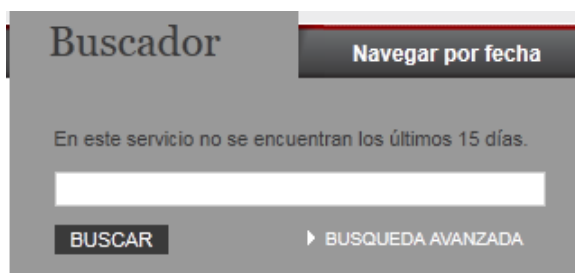 Buscador
Navegar por fecha
En este servicio no se encuentran los últimos 15 días.
BUSCAR
BUSQUEDA AVANZADA